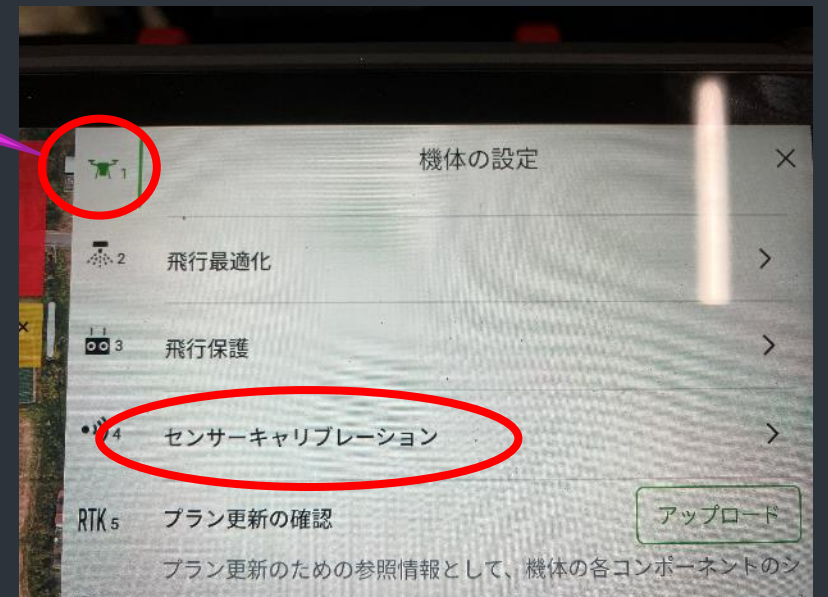 1
機体の設定
×
2
飛行最適化
3
飛行保護
4
センサーキャリブレーション
RTK 5
プラン更新の確認
アップロード
プラン更新のための参照情報として、機体の各コンポーネントのシ